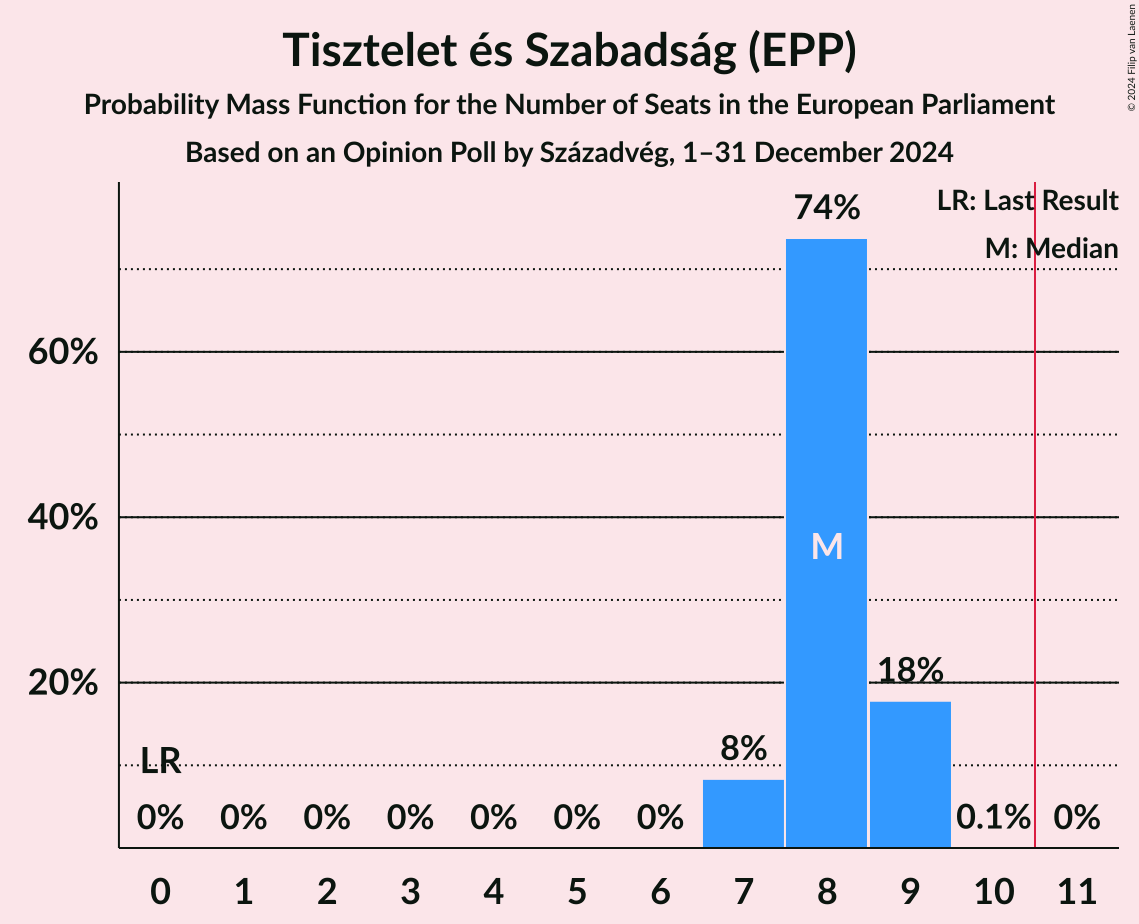 Tisztelet és Szabadság (EPP)
Probability Mass Function for the Number of Seats in the European Parliament
Based on an Opinion Poll by Századvég, 1–31 December 2024
© 2024 Filip van Laenen
LR: Last Result
M: Median
74%
60%
40%
M
20%
18%
8%
LR
0% 0% 0% 0% 0% 0% 0% 0.1% 0%
0 1 2 3 4 5 6 7 8 9 10 11